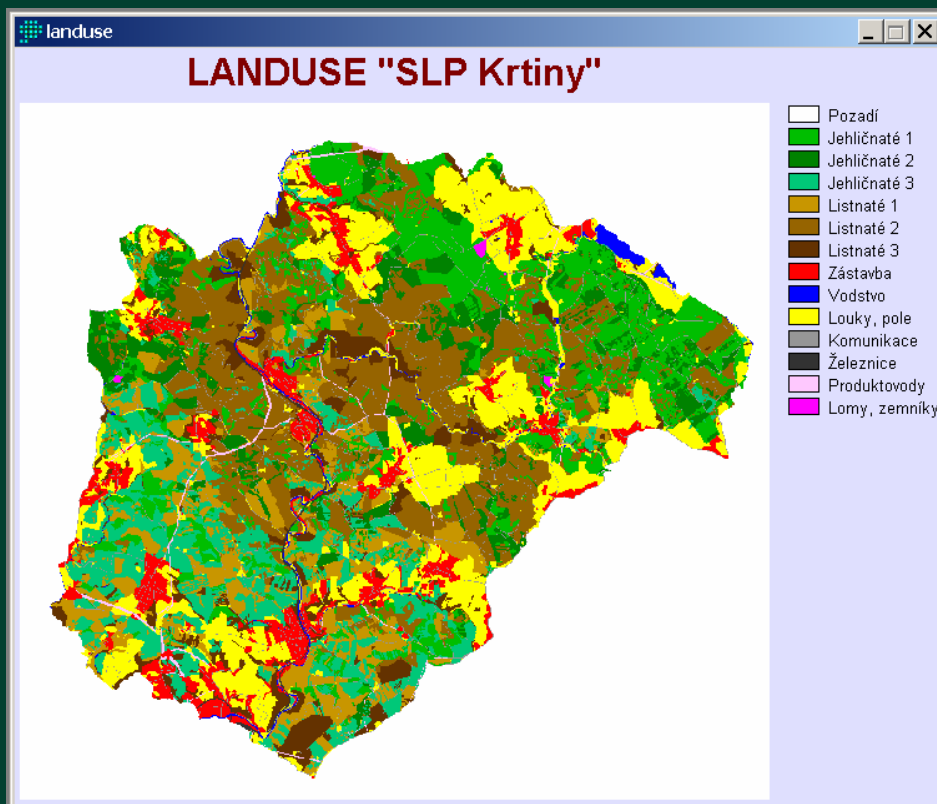 landuse
LANDUSE "SLP Krtiny"
Pozadí
Jehličnaté 1
Jehličnaté 2
Jehličnaté 3
Listnaté 1
Listnaté 2
Listnaté 3
Zástavba
Vodstvo
Louky, pole
Komunikace
Železnice
Produktovody
Lomy, zemníky